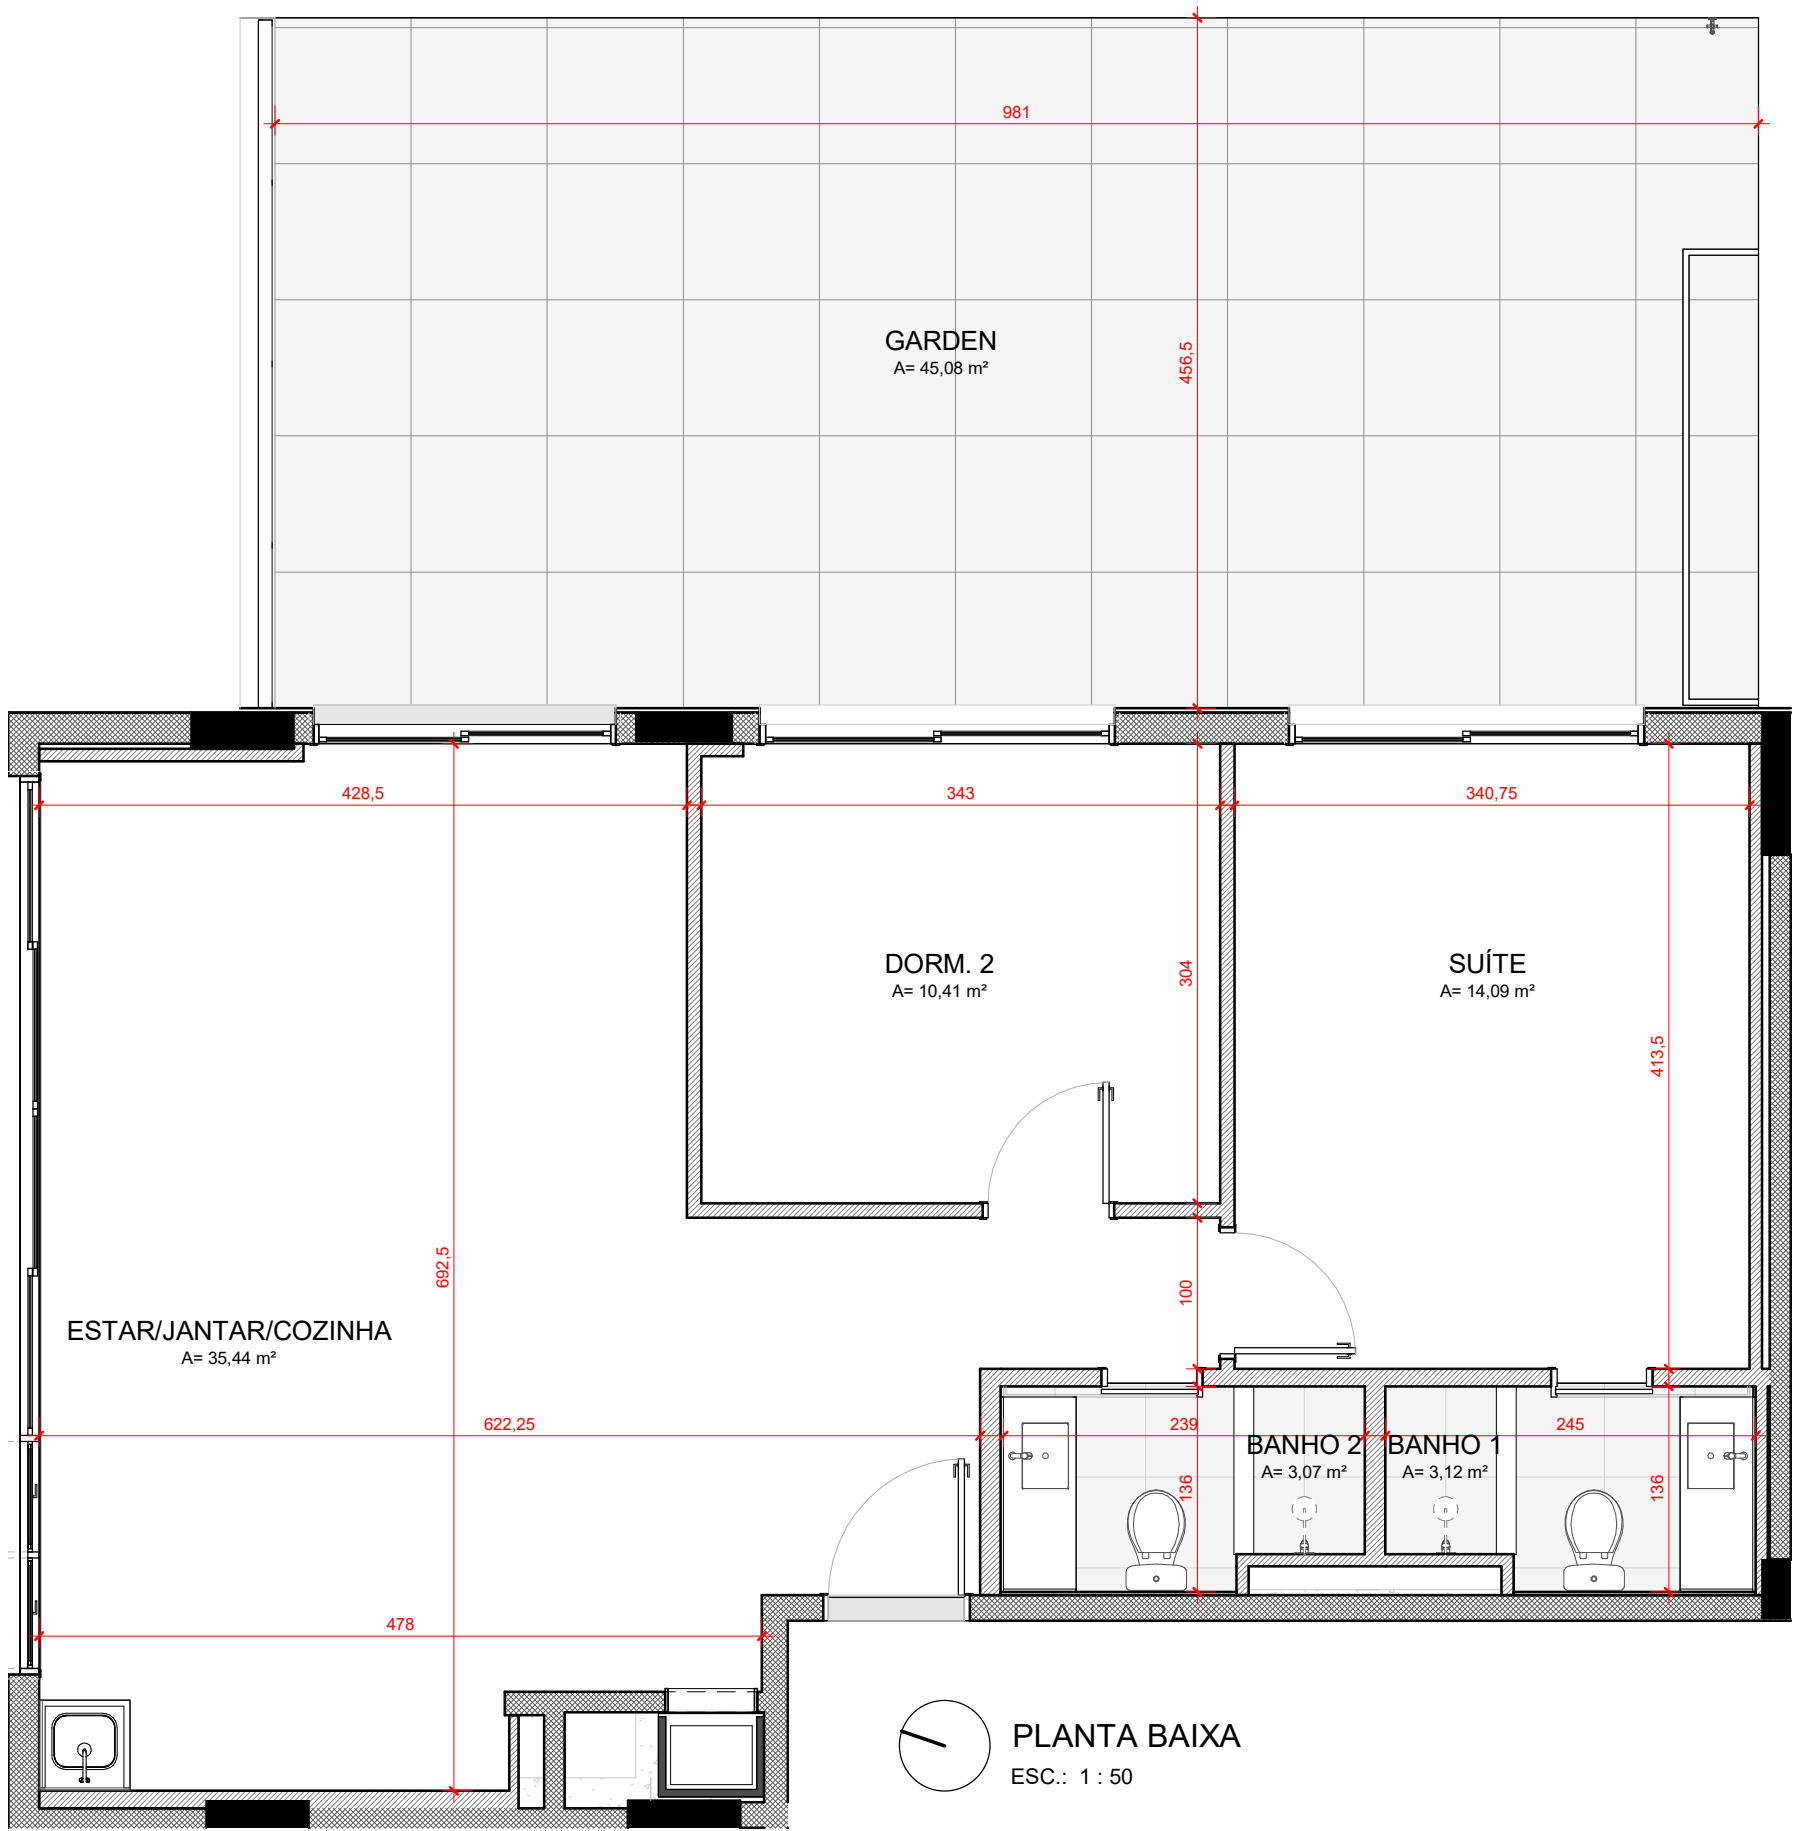 981
GARDEN
A= 45,08 m²
456,5
428,5
343
340,75
DORM. 2
A= 10,41 m²
304
SUÍTE
A= 14,09 m²
413,5
692,5
100
ESTAR/JANTAR/COZINHA
A= 35,44 m²
622,25
239
245
BANHO 2
A= 3,07 m²
BANHO 1
A= 3,12 m²
136
136
478
PLANTA BAIXA
ESC.: 1 : 50